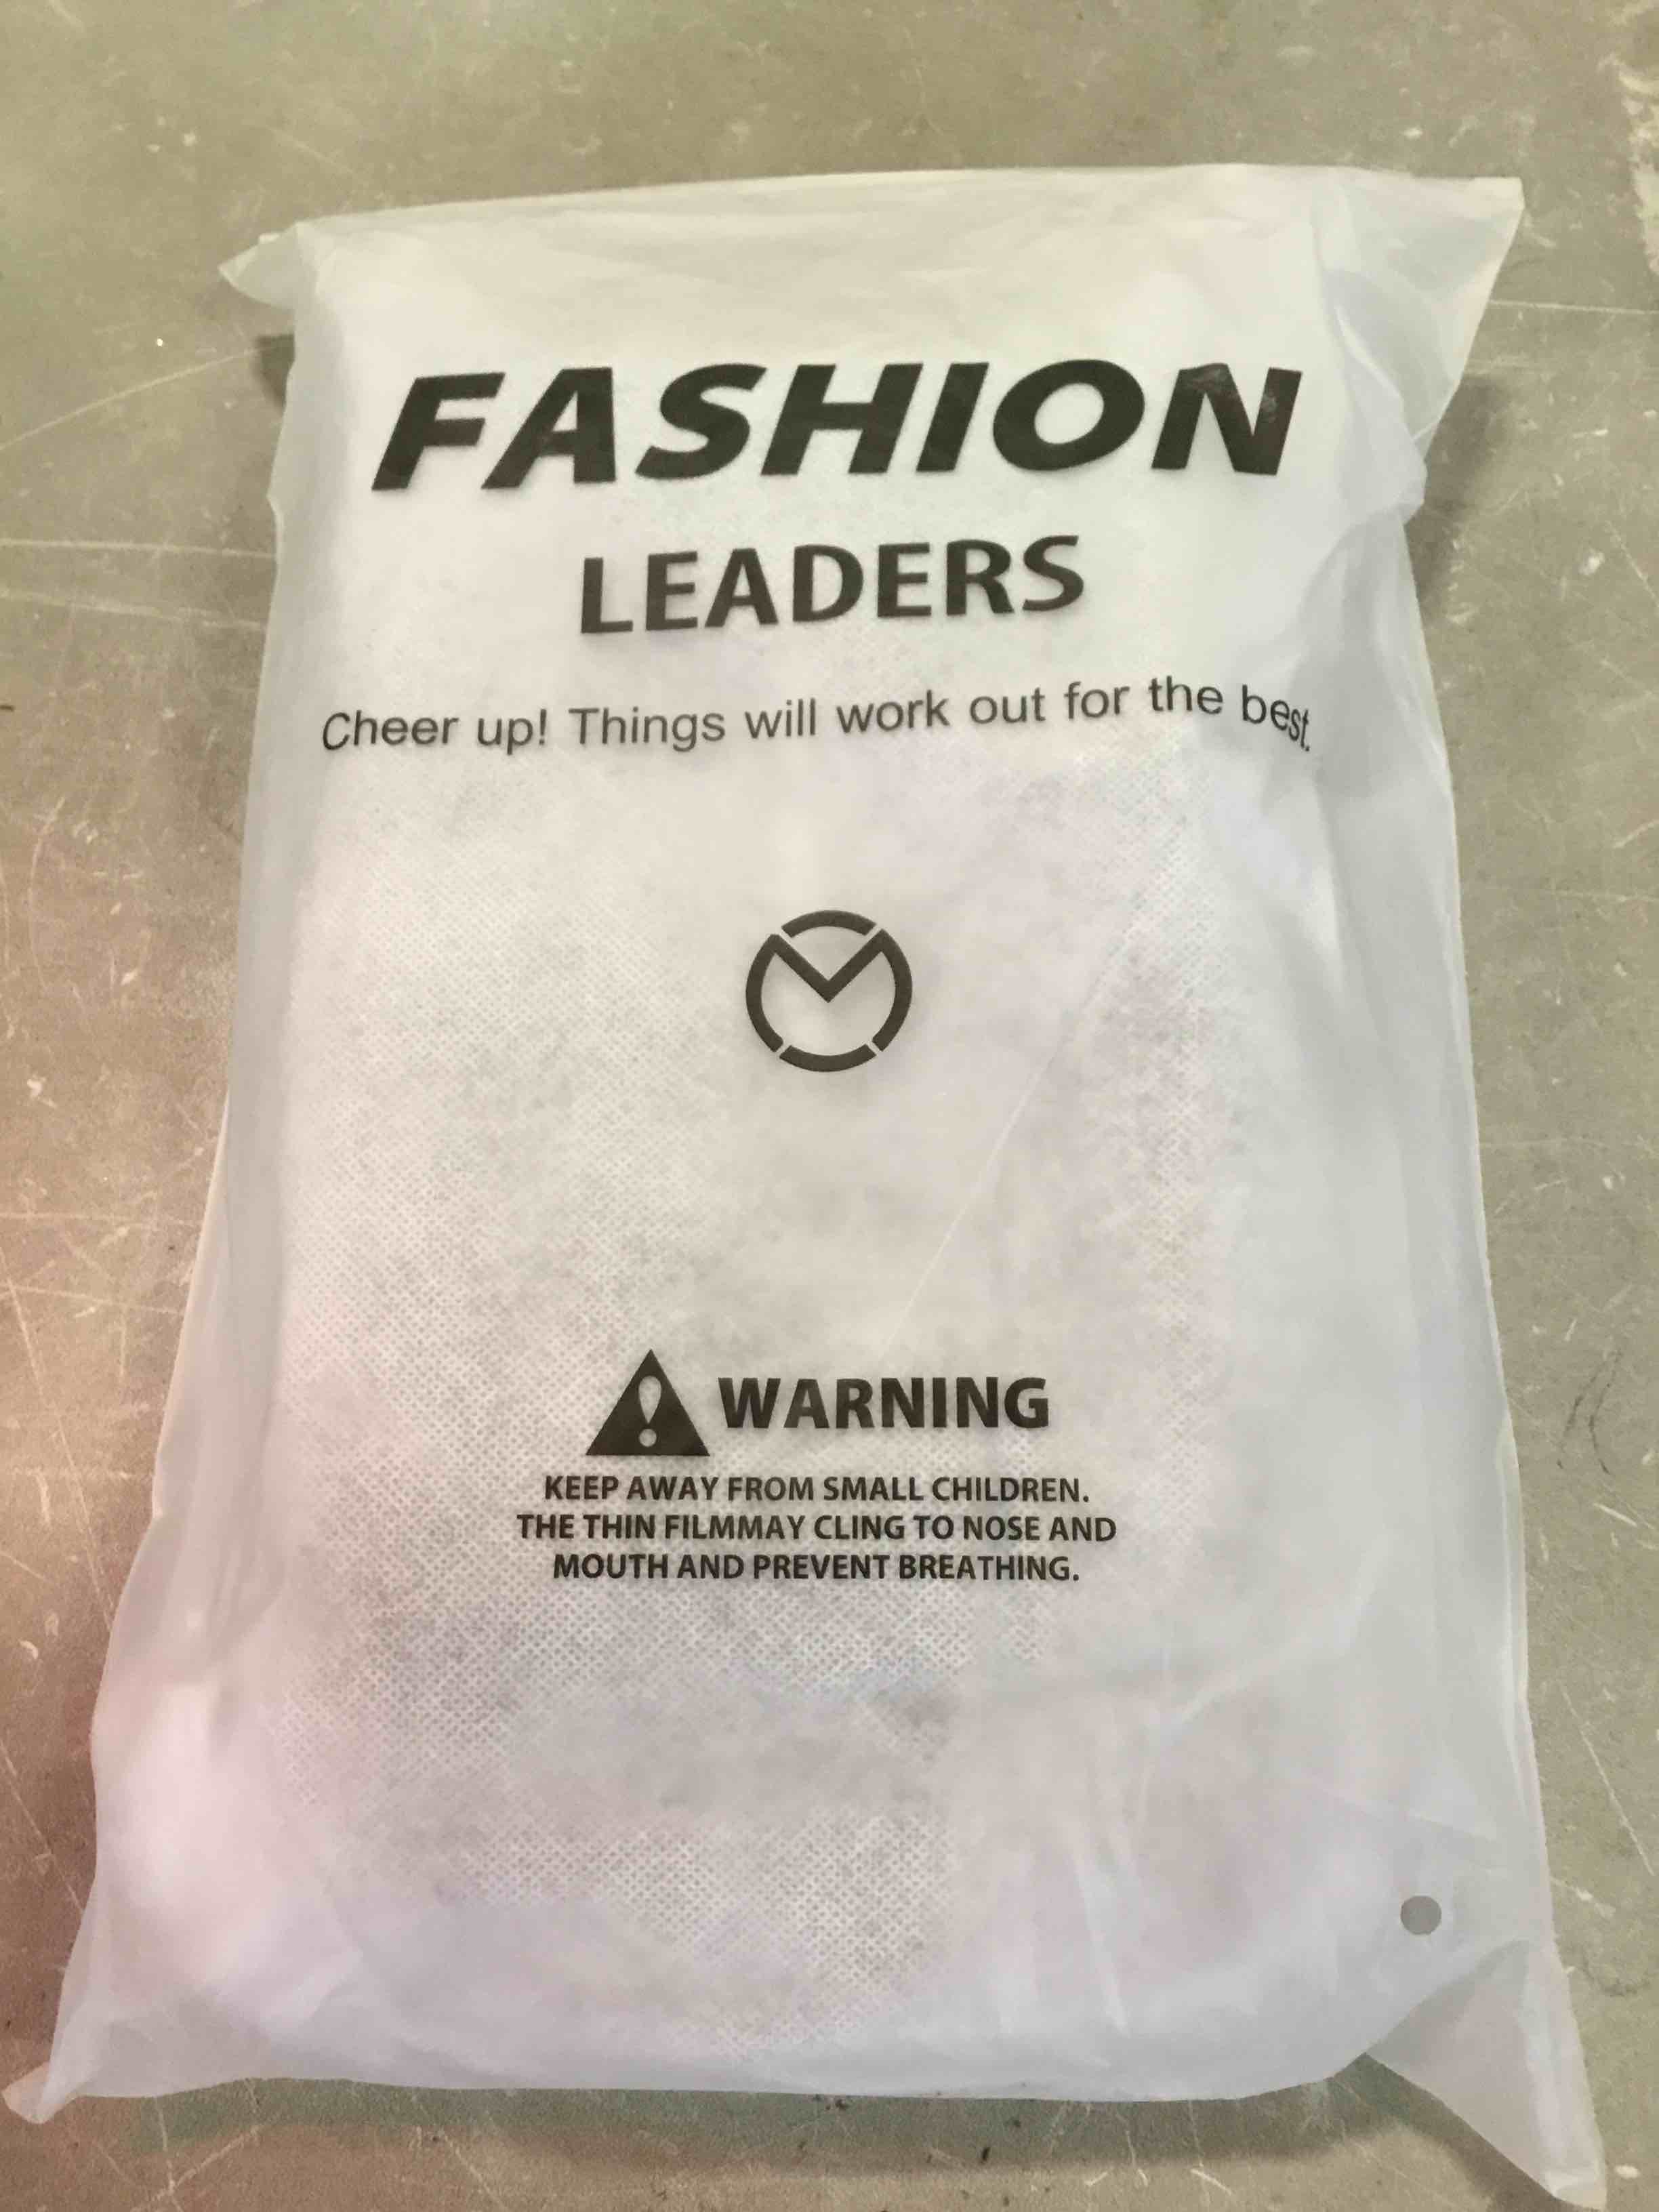 FASHION
LEADERS
Cheer up! Things will work out for the best.
WARNING
KEEP AWAY FROM SMALL CHILDREN.
THE THIN FILMMAY CLING TO NOSE AND
MOUTH AND PREVENT BREATHING.